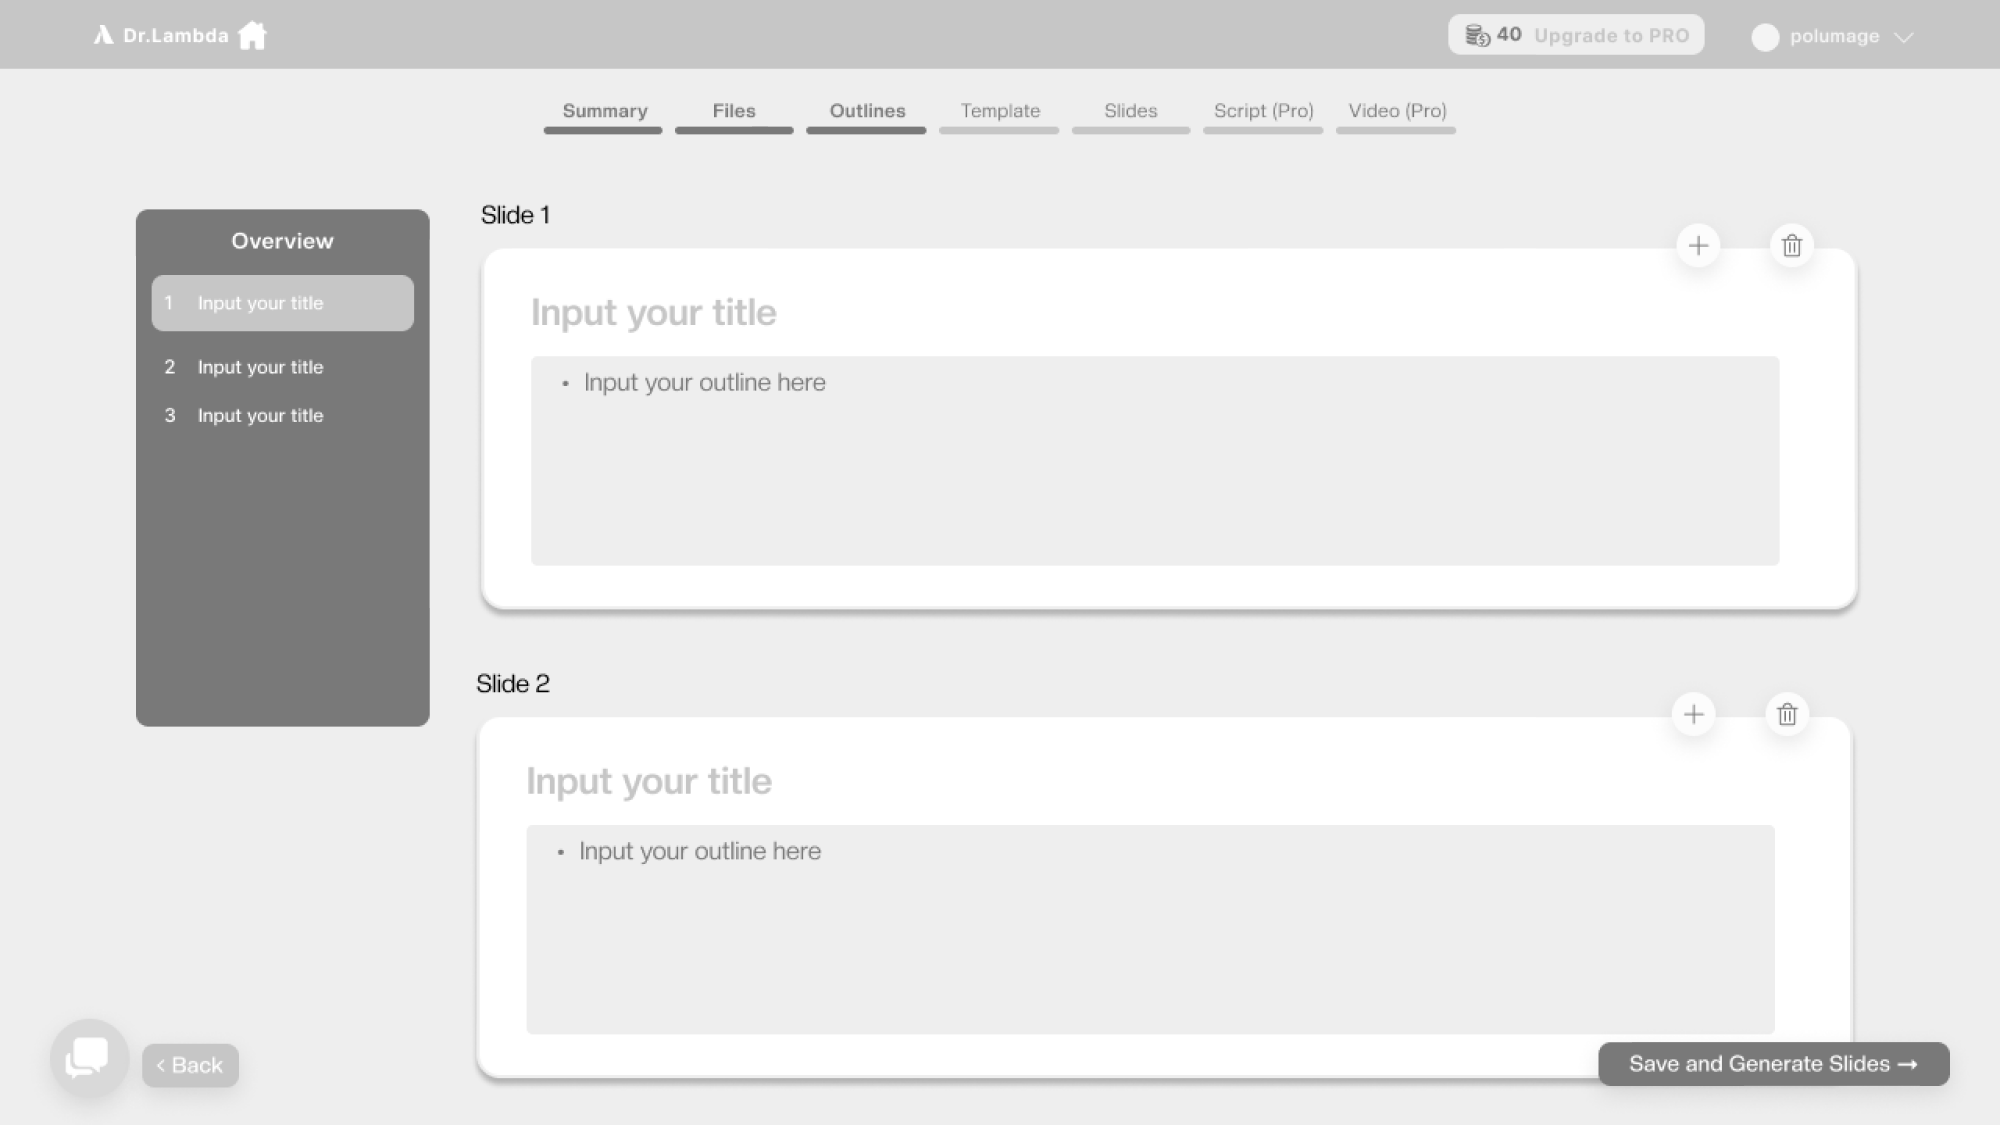 Dr.Lambda
40 Upgrade to PRO
polumage
Summary
Files
Outlines
Template
Slides
Script (Pro)
Video (Pro)
Overview
1 Input your title
2 Input your title
3 Input your title
Slide 1
Input your title
• Input your outline here
Slide 2
Input your title
• Input your outline here
< Back
Save and Generate Slides →